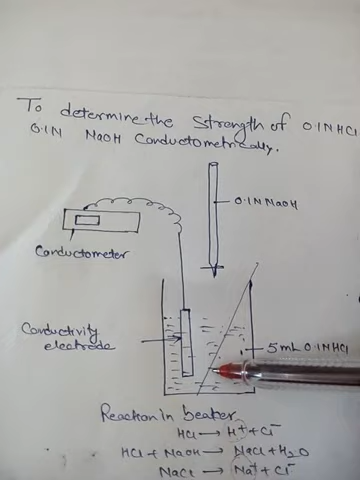 To determine the Strength of 0.1N HCl
0.1N NaOH Conductometrically.
0.1N NaOH
Conductometer
Conductivity
electrode
5mL 0.1N HCl
Reaction in beaker
HCl → H⁺ + Cl⁻
HCl + NaOH → NaCl + H₂O
NaCl → Na⁺ + Cl⁻